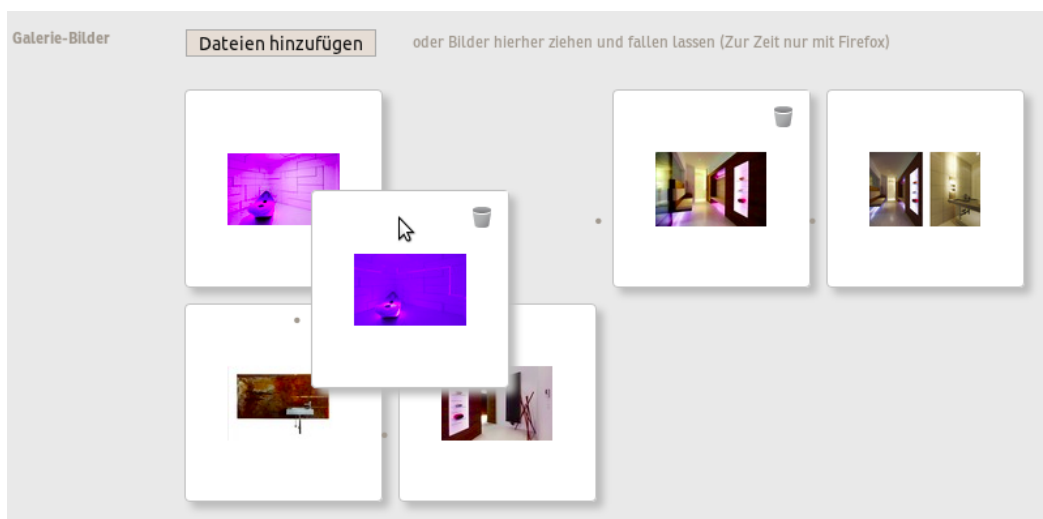 Galerie-Bilder
Dateien hinzufügen
oder Bilder hierher ziehen und fallen lassen (Zur Zeit nur mit Firefox)